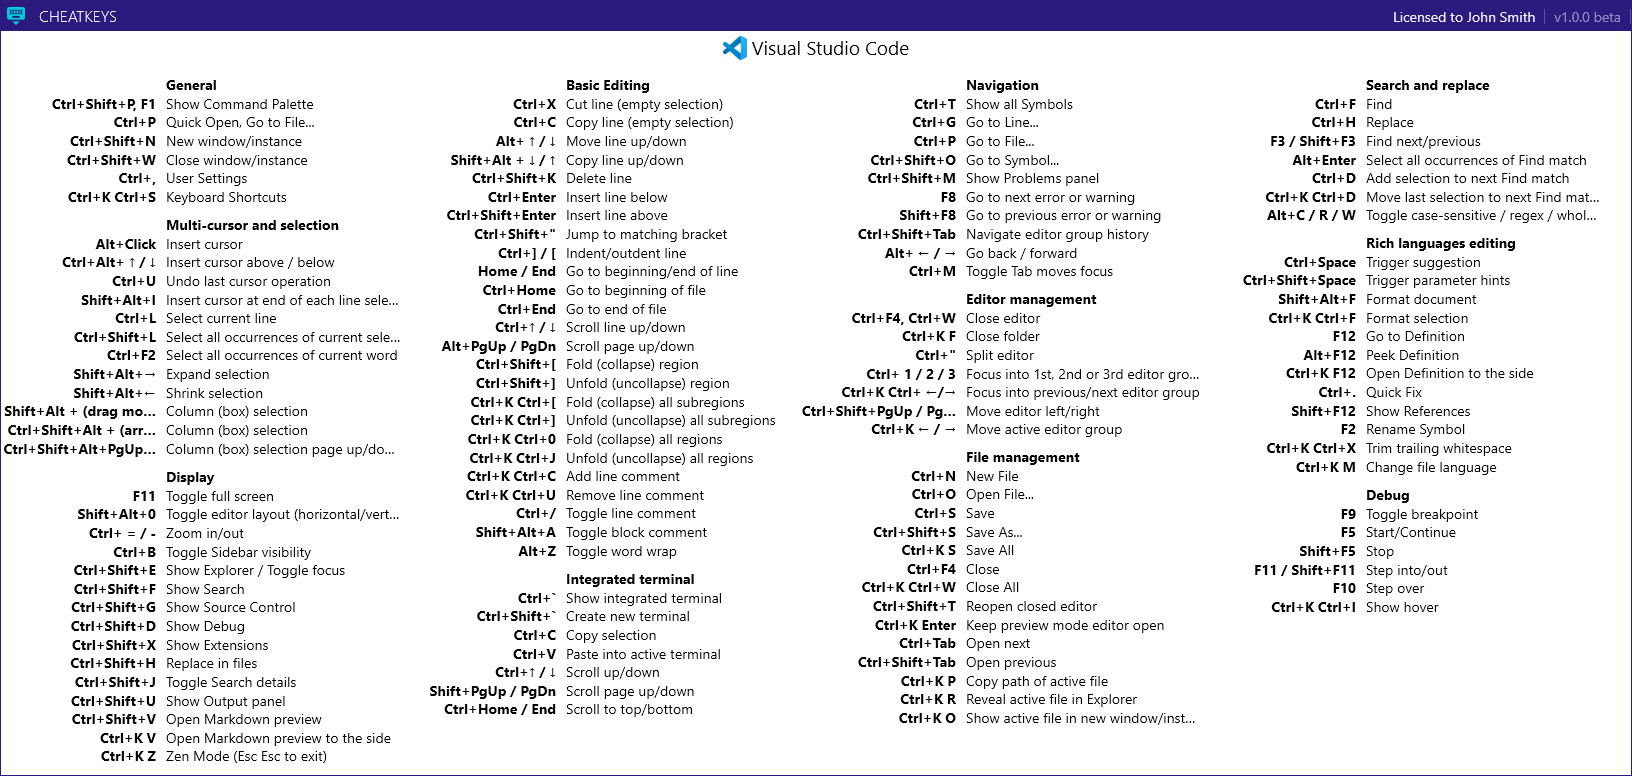 CHEATKEYS
Licensed to John Smith
v1.0.0 beta
Visual Studio Code
General
Ctrl+Shift+P, F1 Show Command Palette
Ctrl+P Quick Open, Go to File...
Ctrl+Shift+N New window/instance
Ctrl+Shift+W Close window/instance
Ctrl+, User Settings
Ctrl+K Ctrl+S Keyboard Shortcuts
Multi-cursor and selection
Alt+Click Insert cursor
Ctrl+Alt+ ↑ / ↓ Insert cursor above / below
Ctrl+U Undo last cursor operation
Shift+Alt+I Insert cursor at end of each line sele...
Ctrl+L Select current line
Ctrl+Shift+L Select all occurrences of current sele...
Ctrl+F2 Select all occurrences of current word
Shift+Alt+→ Expand selection
Shift+Alt+← Shrink selection
Shift+Alt + (drag mo... Column (box) selection
Ctrl+Shift+Alt + (arr... Column (box) selection
Ctrl+Shift+Alt+PgUp... Column (box) selection page up/do...
Display
F11 Toggle full screen
Shift+Alt+0 Toggle editor layout (horizontal/vert...
Ctrl+ = / - Zoom in/out
Ctrl+B Toggle Sidebar visibility
Ctrl+Shift+E Show Explorer / Toggle focus
Ctrl+Shift+F Show Search
Ctrl+Shift+G Show Source Control
Ctrl+Shift+D Show Debug
Ctrl+Shift+X Show Extensions
Ctrl+Shift+H Replace in files
Ctrl+Shift+J Toggle Search details
Ctrl+Shift+U Show Output panel
Ctrl+Shift+V Open Markdown preview
Ctrl+K V Open Markdown preview to the side
Ctrl+K Z Zen Mode (Esc Esc to exit)
Basic Editing
Ctrl+X Cut line (empty selection)
Ctrl+C Copy line (empty selection)
Alt+ ↑ / ↓ Move line up/down
Shift+Alt + ↓ / ↑ Copy line up/down
Ctrl+Shift+K Delete line
Ctrl+Enter Insert line below
Ctrl+Shift+Enter Insert line above
Ctrl+Shift+" Jump to matching bracket
Ctrl+] / [ Indent/outdent line
Home / End Go to beginning/end of line
Ctrl+Home Go to beginning of file
Ctrl+End Go to end of file
Ctrl+↑ / ↓ Scroll line up/down
Alt+PgUp / PgDn Scroll page up/down
Ctrl+Shift+[ Fold (collapse) region
Ctrl+Shift+] Unfold (uncollapse) region
Ctrl+K Ctrl+[ Fold (collapse) all subregions
Ctrl+K Ctrl+] Unfold (uncollapse) all subregions
Ctrl+K Ctrl+0 Fold (collapse) all regions
Ctrl+K Ctrl+J Unfold (uncollapse) all regions
Ctrl+K Ctrl+C Add line comment
Ctrl+K Ctrl+U Remove line comment
Ctrl+/ Toggle line comment
Shift+Alt+A Toggle block comment
Alt+Z Toggle word wrap
Integrated terminal
Ctrl+` Show integrated terminal
Ctrl+Shift+` Create new terminal
Ctrl+C Copy selection
Ctrl+V Paste into active terminal
Ctrl+↑ / ↓ Scroll up/down
Shift+PgUp / PgDn Scroll page up/down
Ctrl+Home / End Scroll to top/bottom
Navigation
Ctrl+T Show all Symbols
Ctrl+G Go to Line...
Ctrl+P Go to File...
Ctrl+Shift+O Go to Symbol...
Ctrl+Shift+M Show Problems panel
F8 Go to next error or warning
Shift+F8 Go to previous error or warning
Ctrl+Shift+Tab Navigate editor group history
Alt+ ← / → Go back / forward
Ctrl+M Toggle Tab moves focus
Editor management
Ctrl+F4, Ctrl+W Close editor
Ctrl+K F Close folder
Ctrl+" Split editor
Ctrl+ 1 / 2 / 3 Focus into 1st, 2nd or 3rd editor gro...
Ctrl+K Ctrl+ ←/→ Focus into previous/next editor group
Ctrl+Shift+PgUp / Pg... Move editor left/right
Ctrl+K ← / → Move active editor group
File management
Ctrl+N New File
Ctrl+O Open File...
Ctrl+S Save
Ctrl+Shift+S Save As...
Ctrl+K S Save All
Ctrl+F4 Close
Ctrl+K Ctrl+W Close All
Ctrl+Shift+T Reopen closed editor
Ctrl+K Enter Keep preview mode editor open
Ctrl+Tab Open next
Ctrl+Shift+Tab Open previous
Ctrl+K P Copy path of active file
Ctrl+K R Reveal active file in Explorer
Ctrl+K O Show active file in new window/inst...
Search and replace
Ctrl+F Find
Ctrl+H Replace
F3 / Shift+F3 Find next/previous
Alt+Enter Select all occurrences of Find match
Ctrl+D Add selection to next Find match
Ctrl+K Ctrl+D Move last selection to next Find mat...
Alt+C / R / W Toggle case-sensitive / regex / whol...
Rich languages editing
Ctrl+Space Trigger suggestion
Ctrl+Shift+Space Trigger parameter hints
Shift+Alt+F Format document
Ctrl+K Ctrl+F Format selection
F12 Go to Definition
Alt+F12 Peek Definition
Ctrl+K F12 Open Definition to the side
Ctrl+. Quick Fix
Shift+F12 Show References
F2 Rename Symbol
Ctrl+K Ctrl+X Trim trailing whitespace
Ctrl+K M Change file language
Debug
F9 Toggle breakpoint
F5 Start/Continue
Shift+F5 Stop
F11 / Shift+F11 Step into/out
F10 Step over
Ctrl+K Ctrl+I Show hover